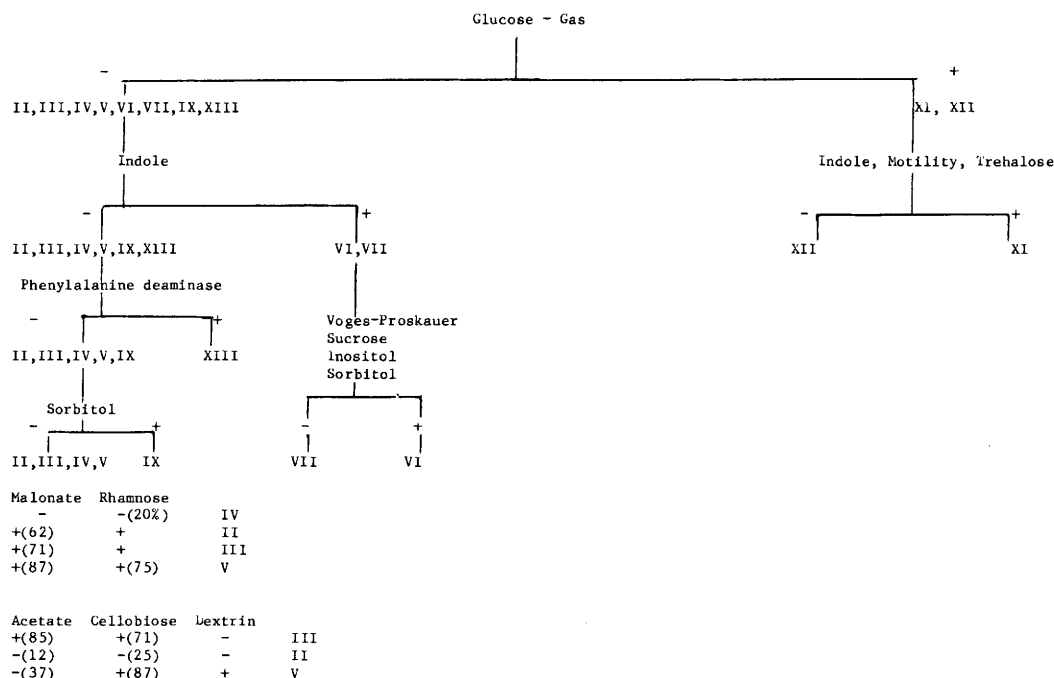 Glucose - Gas
- +
II,III,IV,V,VI,VII,IX,XIII XI, XII
Indole Indole, Motility, Trehalose
- + - +
II,III,IV,V,IX,XIII VI,VII XII XI
Phenylalanine deaminase
- + Voges-Proskauer
Sucrose
II,III,IV,V,IX XIII Inositol
Sorbitol
Sorbitol
- + - +
II,III,IV,V IX VII VI
Malonate Rhamnose
- -(20%) IV
+(62) + II
+(71) + III
+(87) +(75) V
Acetate Cellobiose Dextrin
+(85) +(71) - III
-(12) -(25) - II
-(37) +(87) + V